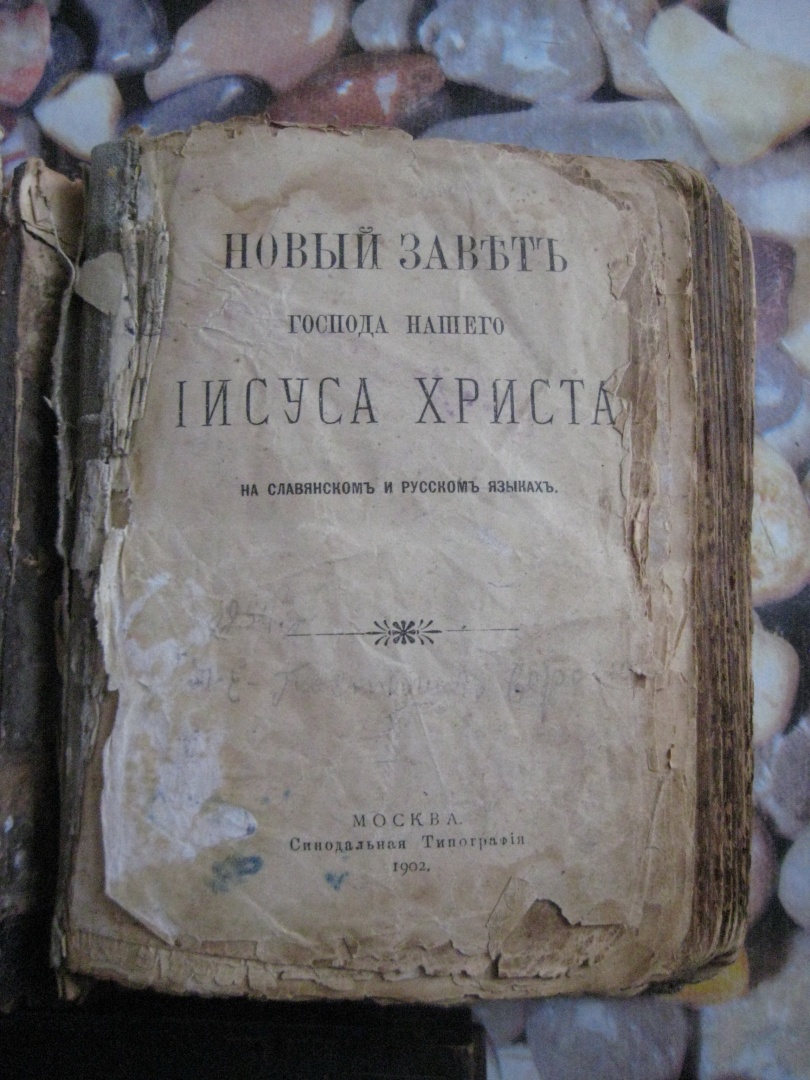 НОВЫЙ ЗАВѢТЪ
ГОСПОДА НАШЕГО
ІИСУСА ХРИСТА
НА СЛАВЯНСКОМЪ И РУССКОМЪ ЯЗЫКАХЪ.
МОСКВА.
Синодальная Типографія
1902.